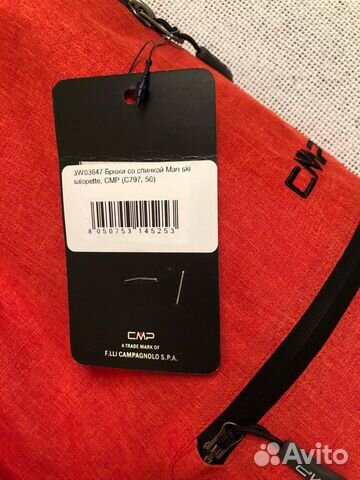 3W03647 Брюки со спинкой Man ski
salopette, CMP (C797, 50)
8 050753 145253
CMP
A TRADE MARK OF
F.LLI CAMPAGNOLO S.P.A.
CMP
Avito